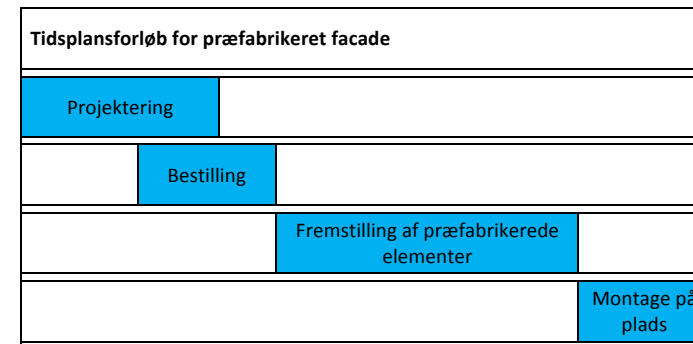 Tidsplansforløb for præfabrikeret facade
Projektering
Bestilling
Fremstilling af præfabrikerede
elementer
Montage på
plads